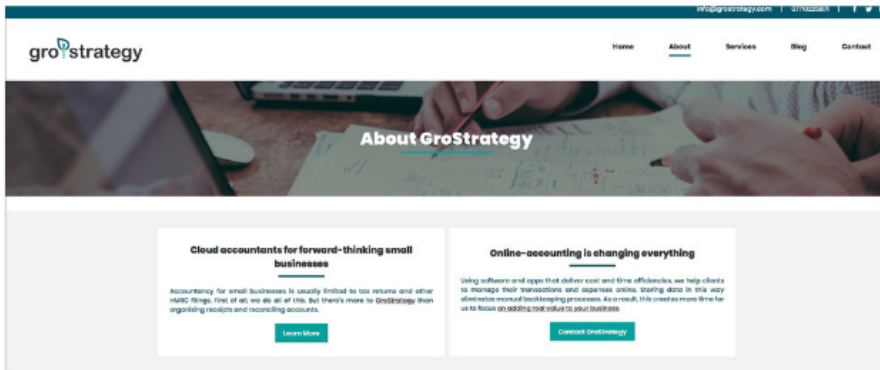 info@grostrategy.com |
gro strategy
Home About Services Blog Contact
About GroStrategy
Cloud accountants for forward-thinking small
businesses
Accountancy for small businesses is usually limited to tax returns and other
HMRC filings. First of all, we do all of this. But there's more to GroStrategy than
organising receipts and reconciling accounts.
Learn More
Online-accounting is changing everything
Using software and apps that deliver cost and time efficiencies, we help clients
to manage their transactions and expenses online. Storing data in this way
eliminates manual bookkeeping processes. As a result, this creates more time for
us to focus on adding real value to your business.
Contact GroStrategy